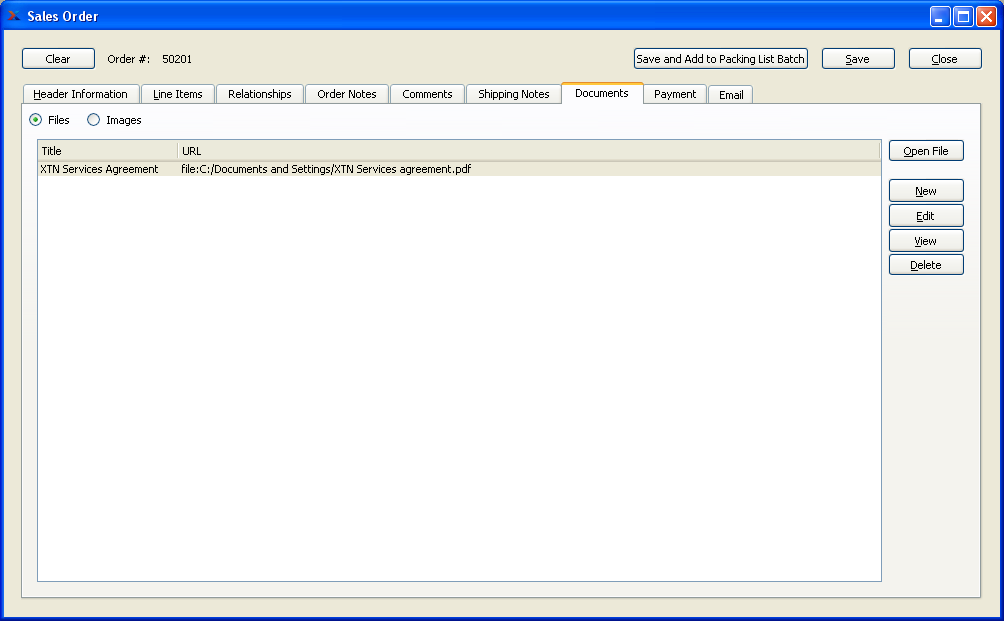 Sales Order
Clear Order #: 50201 Save and Add to Packing List Batch Save Close
Header Information Line Items Relationships Order Notes Comments Shipping Notes Documents Payment Email
Files Images
Title URL Open File
XTN Services Agreement file:C:/Documents and Settings/XTN Services agreement.pdf
New
Edit
View
Delete